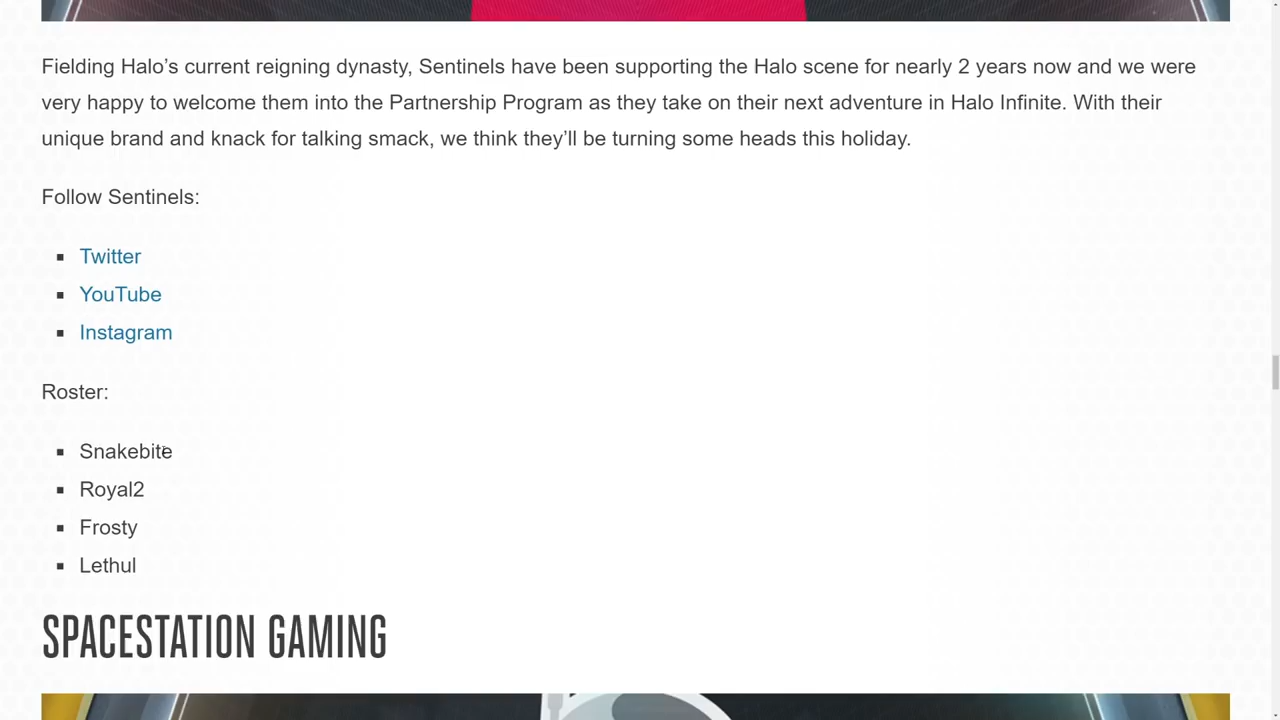 Fielding Halo’s current reigning dynasty, Sentinels have been supporting the Halo scene for nearly 2 years now and we were
very happy to welcome them into the Partnership Program as they take on their next adventure in Halo Infinite. With their
unique brand and knack for talking smack, we think they’ll be turning some heads this holiday.
Follow Sentinels:
Twitter
YouTube
Instagram
Roster:
Snakebite
Royal2
Frosty
Lethul
SPACESTATION GAMING